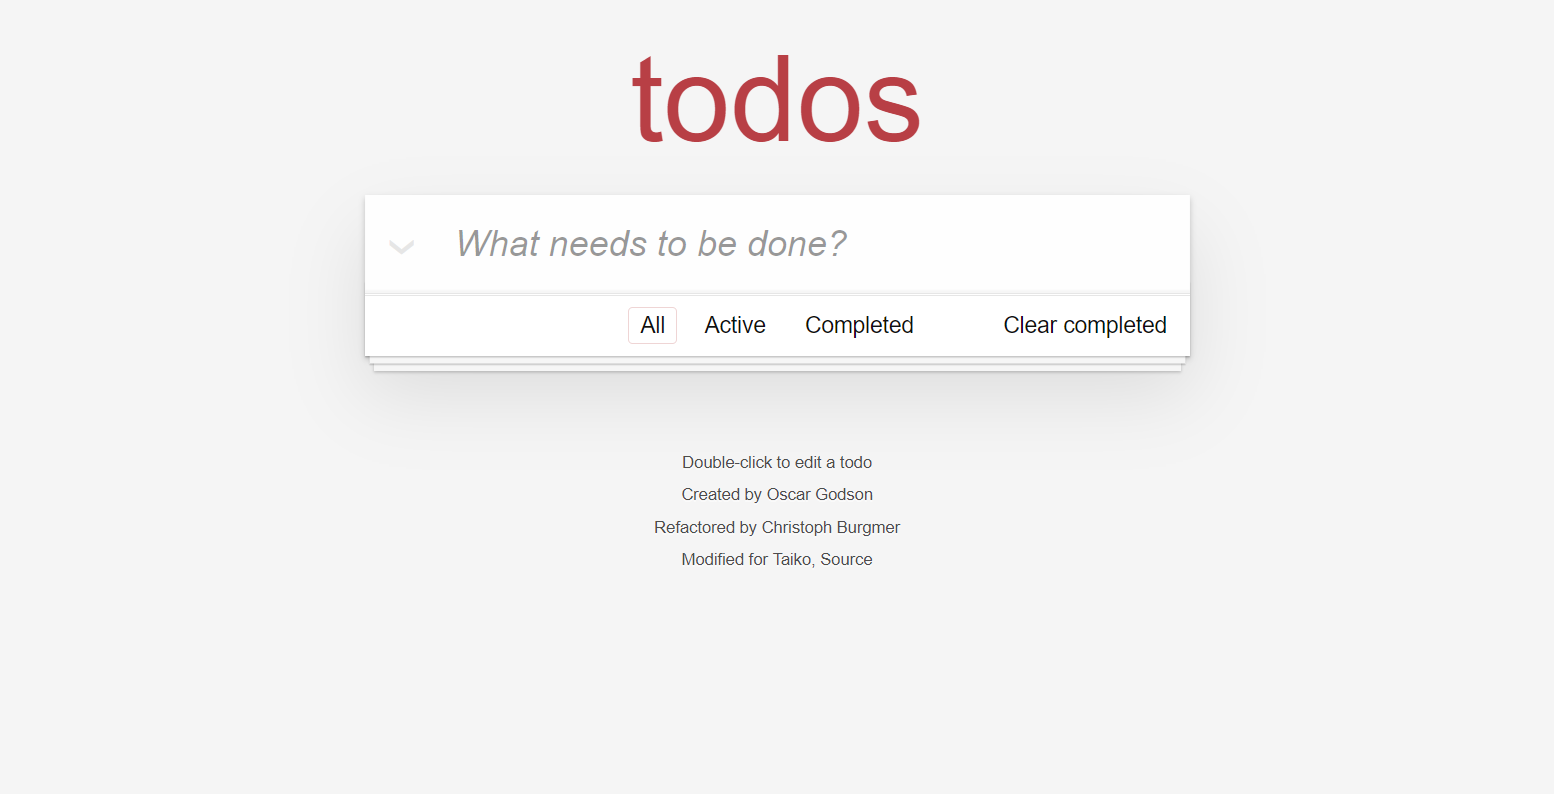 todos
What needs to be done?
All Active Completed Clear completed
Double-click to edit a todo
Created by Oscar Godson
Refactored by Christoph Burgmer
Modified for Taiko, Source